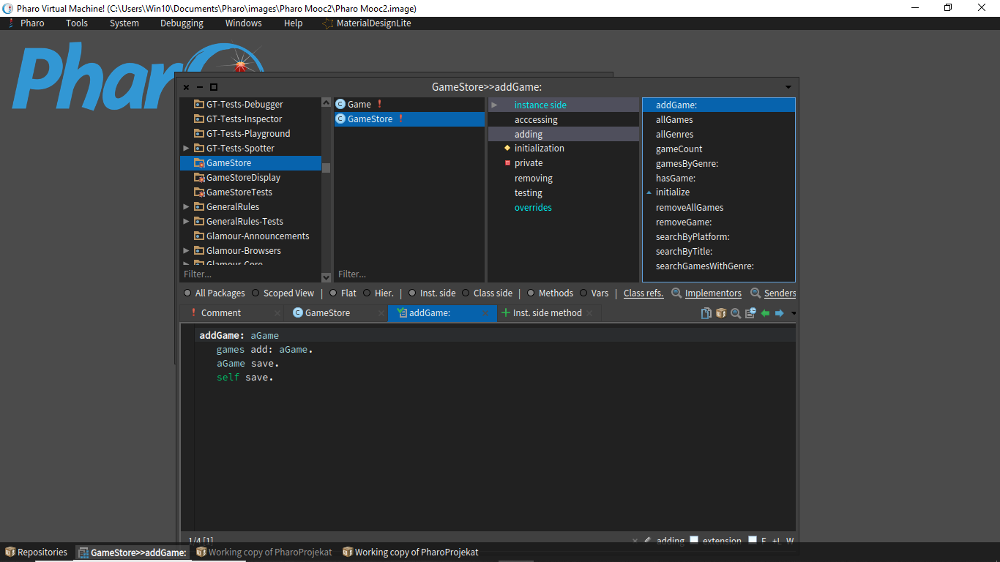 Pharo Virtual Machine! (C:\Users\Win10\Documents\Pharo\images\Pharo Mooc2\Pharo Mooc2.image)
Pharo Tools System Debugging Windows Help MaterialDesignLite
Pharo
GameStore>>addGame:
GT-Tests-Debugger
GT-Tests-Inspector
GT-Tests-Playground
GT-Tests-Spotter
GameStore
GameStoreDisplay
GameStoreTests
GeneralRules
GeneralRules-Tests
Glamour-Announcements
Glamour-Browsers
Glamour-Core
Filter...
Game
GameStore
Filter...
instance side
acccessing
adding
initialization
private
removing
testing
overrides
addGame:
allGames
allGenres
gameCount
gamesByGenre:
hasGame:
initialize
removeAllGames
removeGame:
searchByPlatform:
searchByTitle:
searchGamesWithGenre:
All Packages Scoped View | Flat Hier. | Inst. side Class side | Methods Vars | Class refs. Implementors Senders
Comment GameStore addGame: Inst. side method
addGame: aGame
games add: aGame.
aGame save.
self save.
1/4 [1] adding extension F +L W
Repositories GameStore>>addGame: Working copy of PharoProjekat Working copy of PharoProjekat